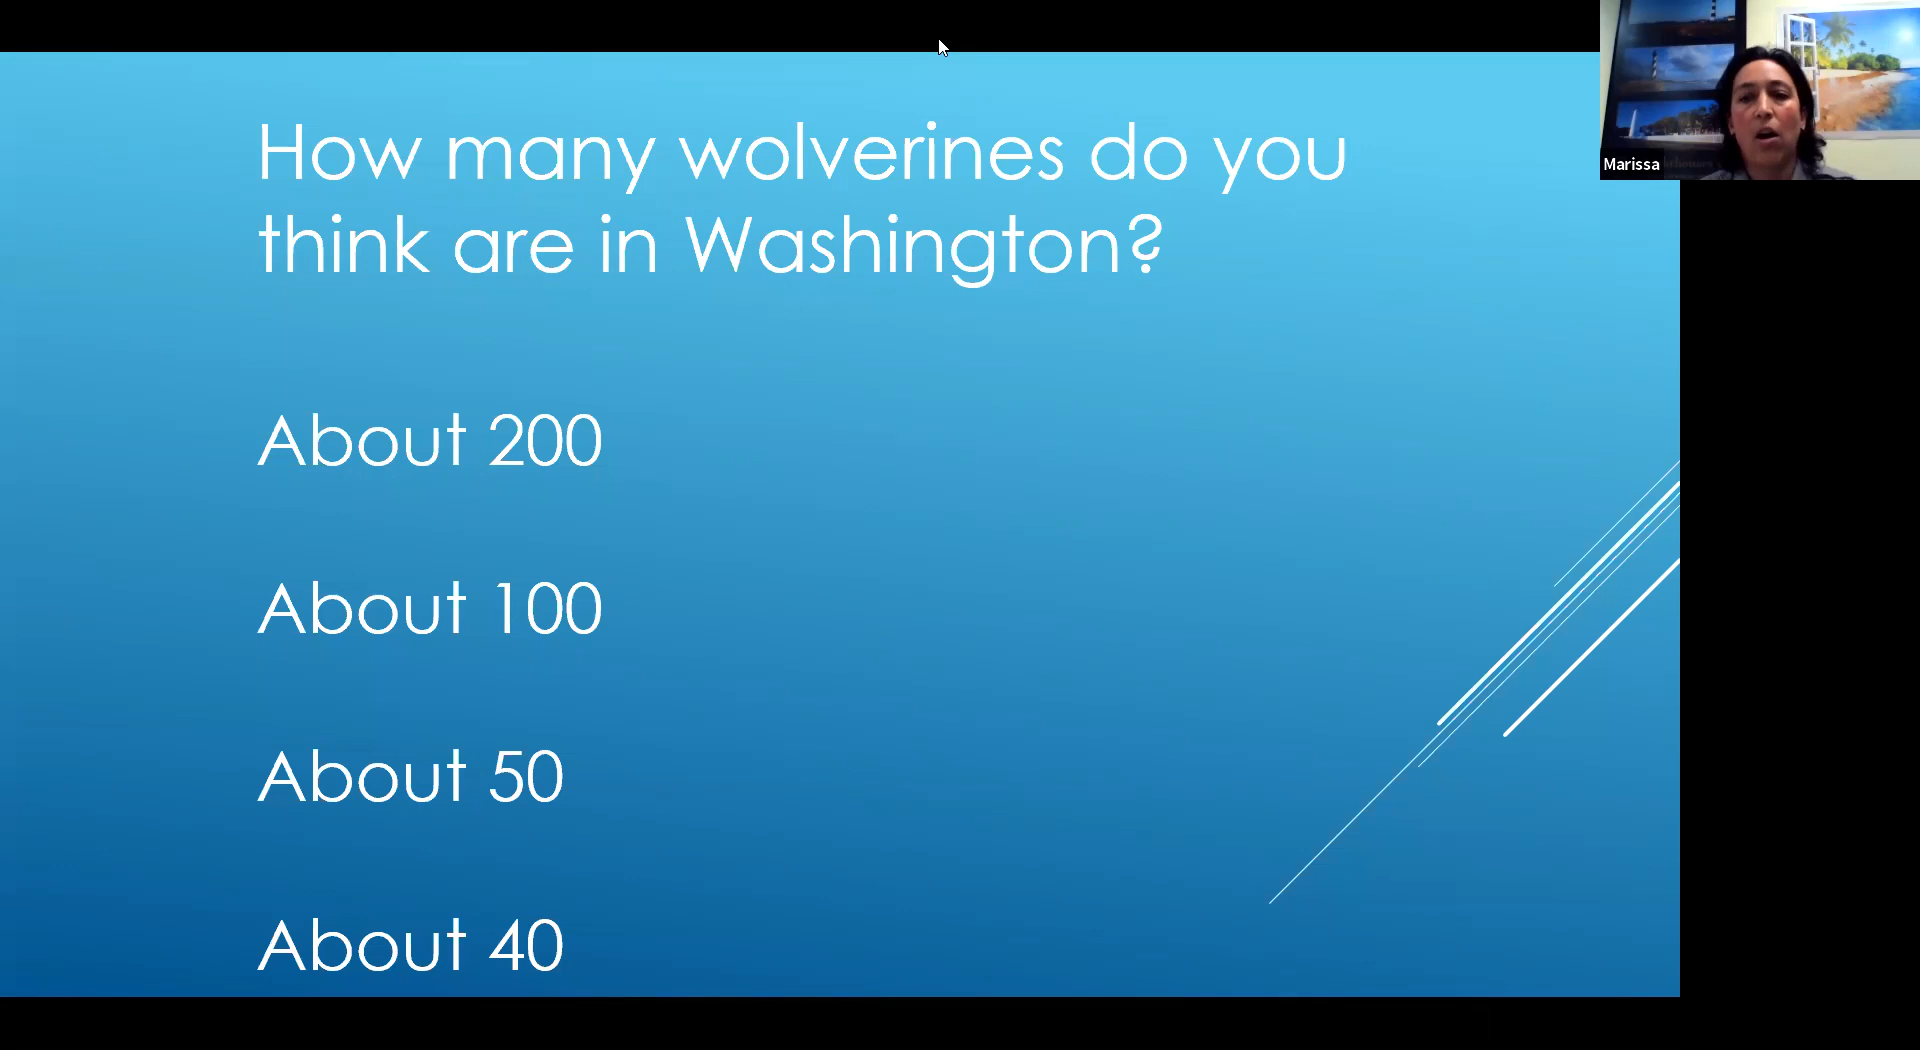 How many wolverines do you
think are in Washington?
About 200
About 100
About 50
About 40
Marissa